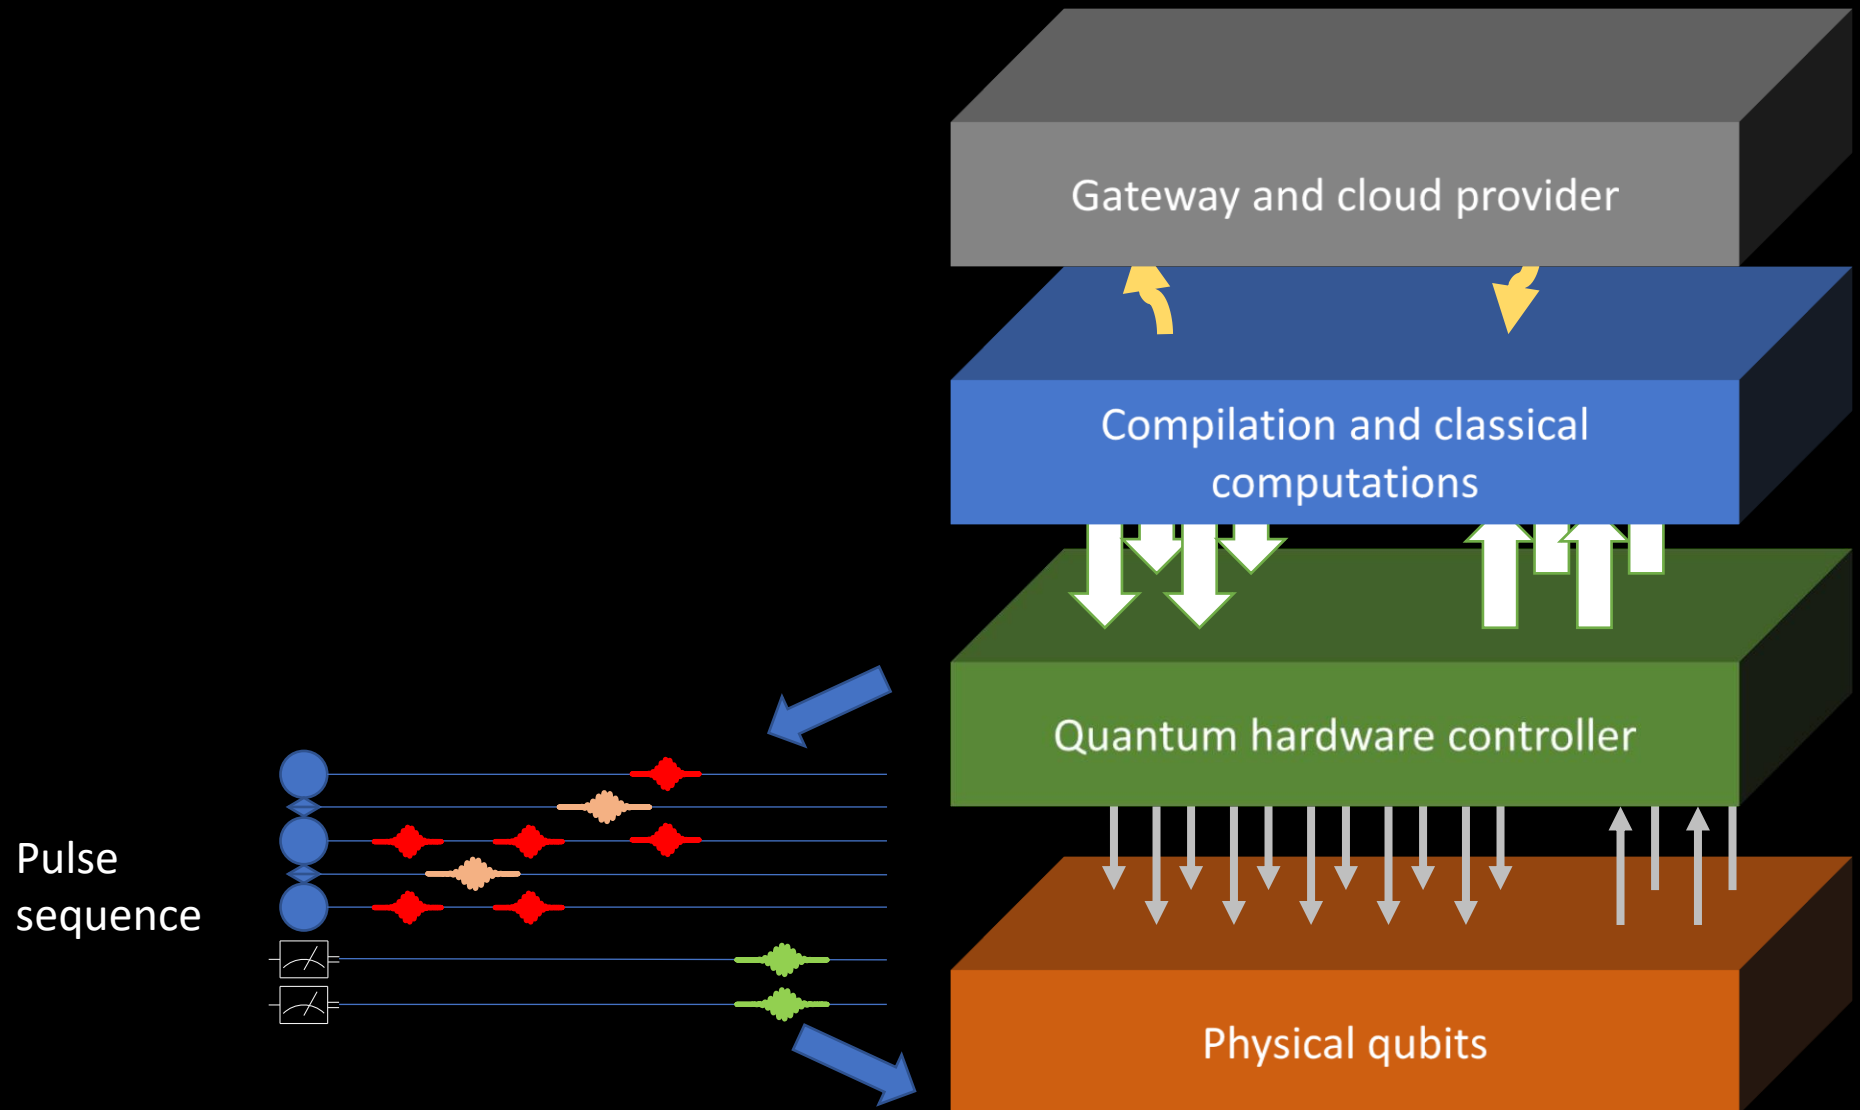 Gateway and cloud provider
Compilation and classical
computations
Quantum hardware controller
Pulse
sequence
Physical qubits